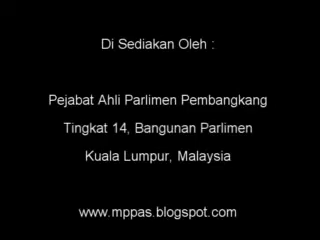 Di Sediakan Oleh :
Pejabat Ahli Parlimen Pembangkang
Tingkat 14, Bangunan Parlimen
Kuala Lumpur, Malaysia
www.mppas.blogspot.com